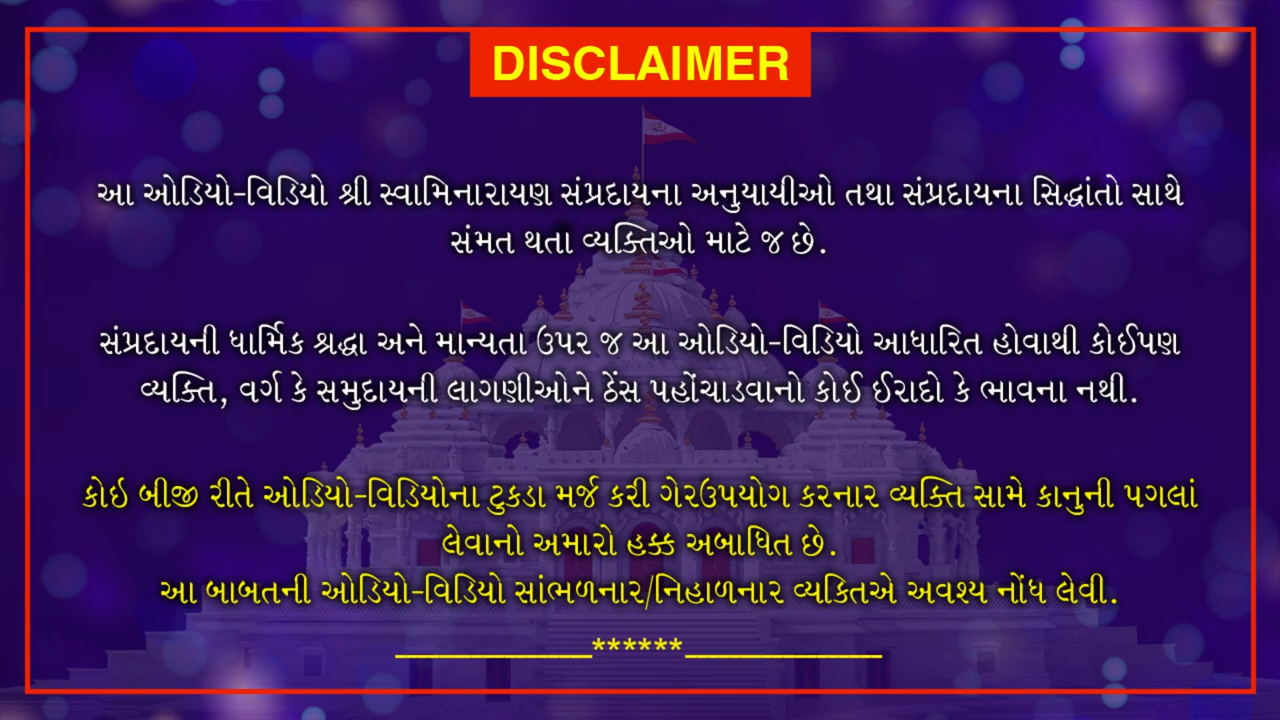 DISCLAIMER
આ ઓડિયો-વિડિયો શ્રી સ્વામિનારાયણ સંપ્રદાયના અનુયાયીઓ તથા સંપ્રદાયના સિદ્ધાંતો સાથે
સંમત થતા વ્યક્તિઓ માટે જ છે.
સંપ્રદાયની ધાર્મિક શ્રદ્ધા અને માન્યતા ઉપર જ આ ઓડિયો-વિડિયો આધારિત હોવાથી કોઈપણ
વ્યક્તિ, વર્ગ કે સમુદાયની લાગણીઓને ઠેંસ પહોંચાડવાનો કોઈ ઈરાદો કે ભાવના નથી.
કોઇ બીજી રીતે ઓડિયો-વિડિયોના ટુકડા મર્જ કરી ગેરઉપયોગ કરનાર વ્યક્તિ સામે કાનુની પગલાં
લેવાનો અમારો હક્ક અબાધિત છે.
આ બાબતની ઓડિયો-વિડિયો સાંભળનાર/નિહાળનાર વ્યકિતએ અવશ્ય નોંધ લેવી.
_________________******_________________